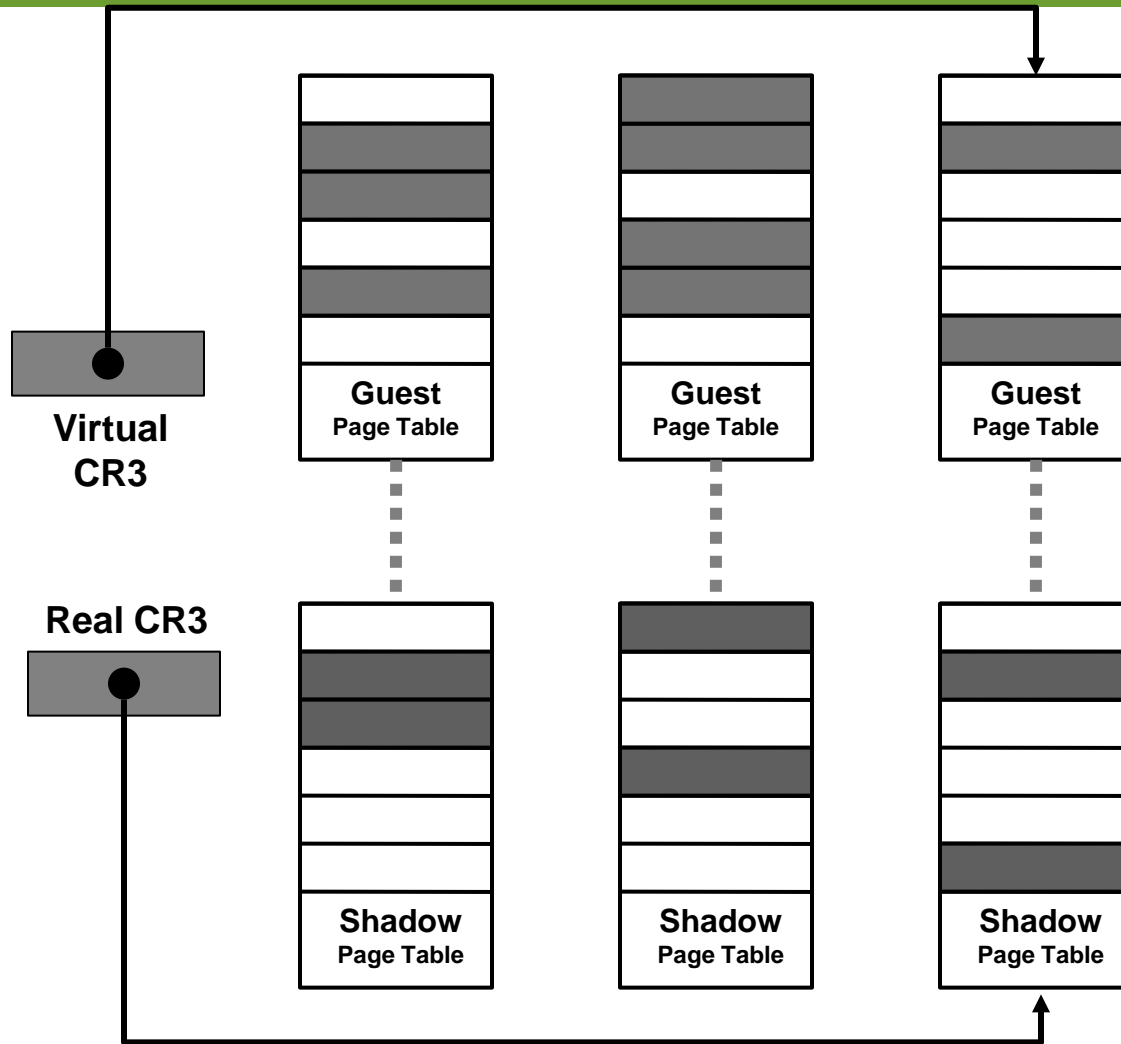 Guest
Page Table
Guest
Page Table
Guest
Page Table
Virtual
CR3
Real CR3
Shadow
Page Table
Shadow
Page Table
Shadow
Page Table